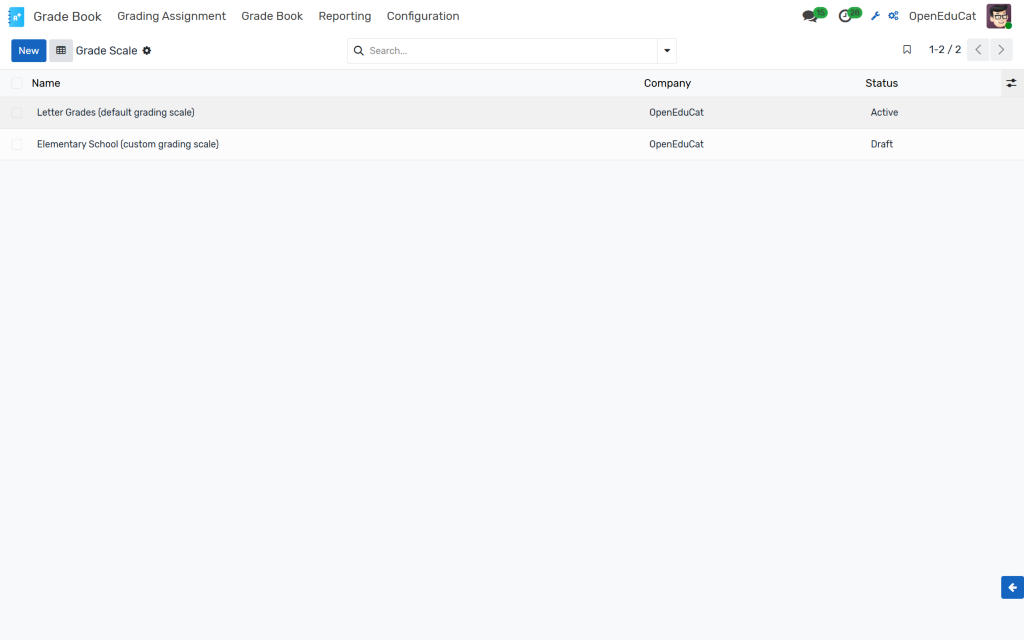 Grade Book Grading Assignment Grade Book Reporting Configuration 15 28 OpenEduCat
New Grade Scale Search... 1-2 / 2
Name Company Status
Letter Grades (default grading scale) OpenEduCat Active
Elementary School (custom grading scale) OpenEduCat Draft